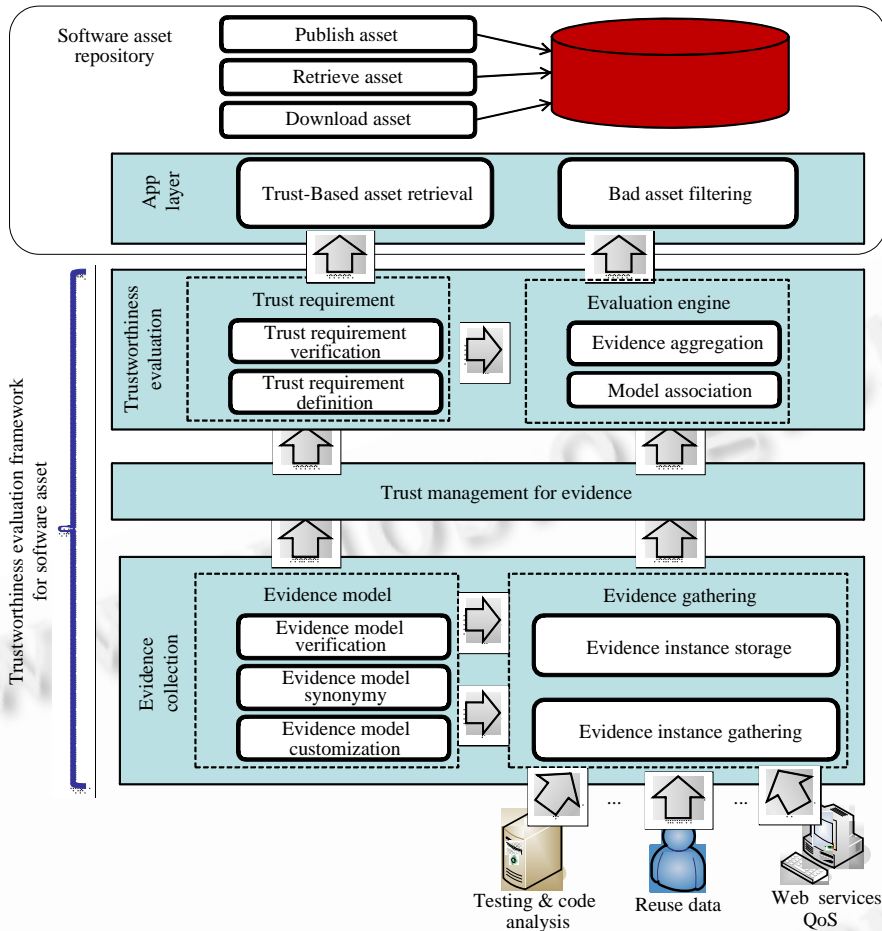 Software asset
repository
Publish asset
Retrieve asset
Download asset
App
layer
Trust-Based asset retrieval
Bad asset filtering
Trustworthiness evaluation framework
for software asset
Trustworthiness
evaluation
Trust requirement
Trust requirement
verification
Trust requirement
definition
Evaluation engine
Evidence aggregation
Model association
Trust management for evidence
Evidence
collection
Evidence model
Evidence model
verification
Evidence model
synonymy
Evidence model
customization
Evidence gathering
Evidence instance storage
Evidence instance gathering
...
...
Testing & code
analysis
Reuse data
Web services
QoS